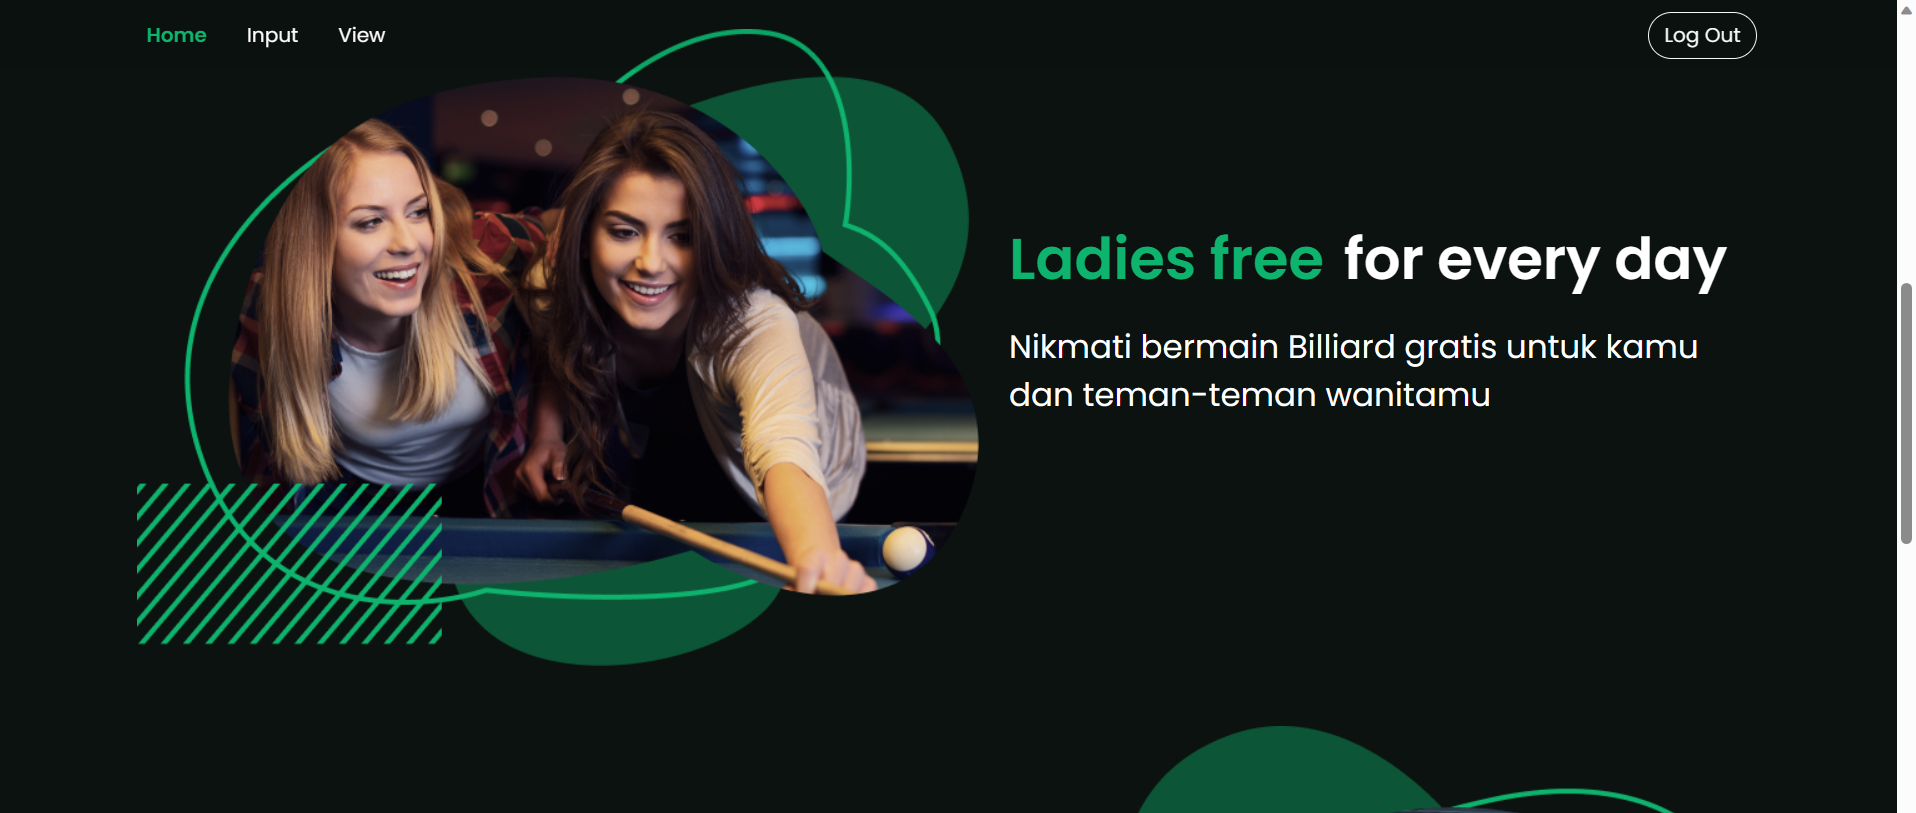 Home Input View Log Out
Ladies free for every day
Nikmati bermain Billiard gratis untuk kamu
dan teman-teman wanitamu